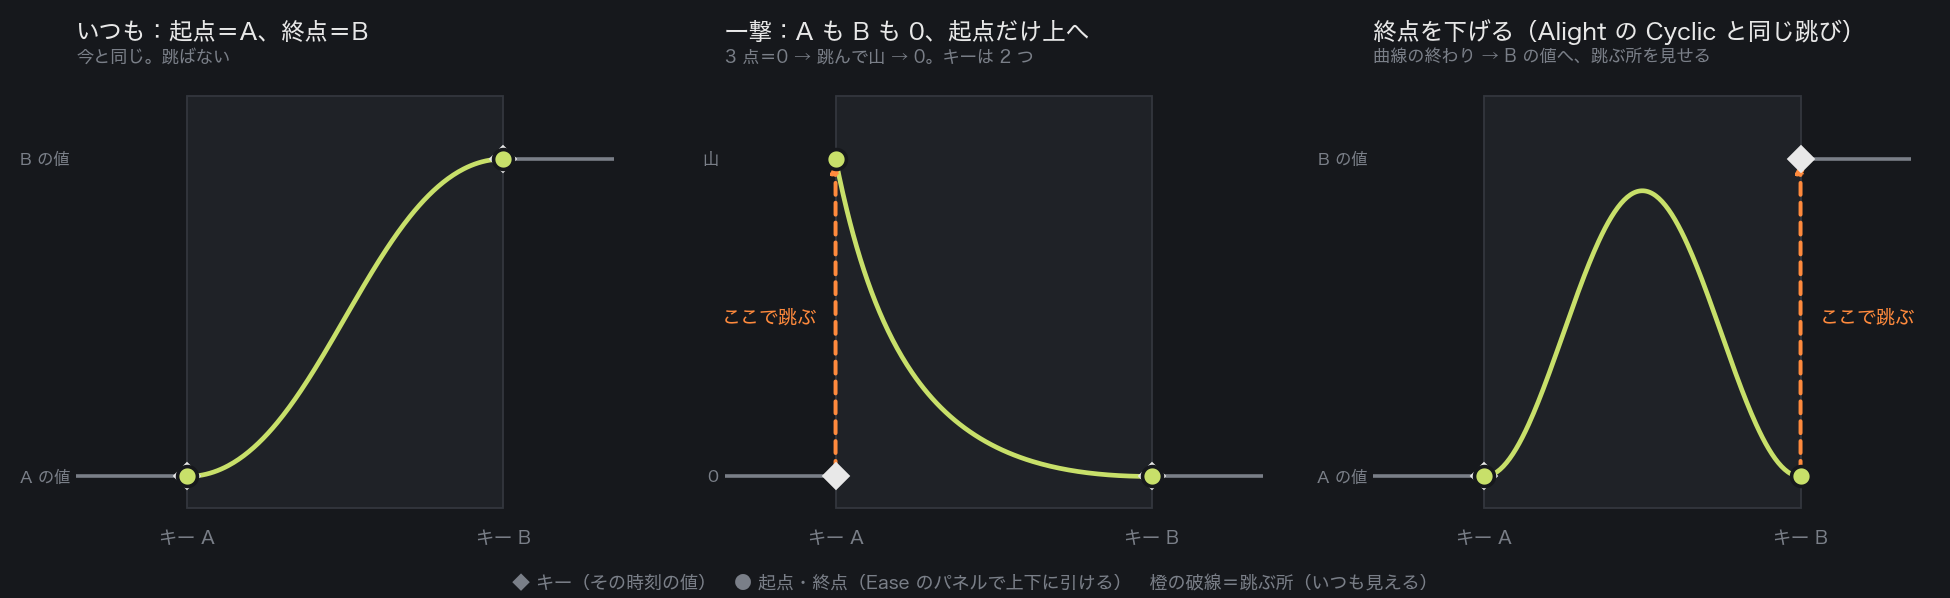 いつも：起点＝A、終点＝B
今と同じ。跳ばない
B の値
A の値
キー A
キー B
一撃：A も B も 0、起点だけ上へ
3 点＝0 → 跳んで山 → 0。キーは 2 つ
山
ここで跳ぶ
0
キー A
キー B
終点を下げる（Alight の Cyclic と同じ跳び）
曲線の終わり → B の値へ、跳ぶ所を見せる
B の値
ここで跳ぶ
A の値
キー A
キー B
キー（その時刻の値）
起点・終点（Ease のパネルで上下に引ける）
橙の破線＝跳ぶ所（いつも見える）